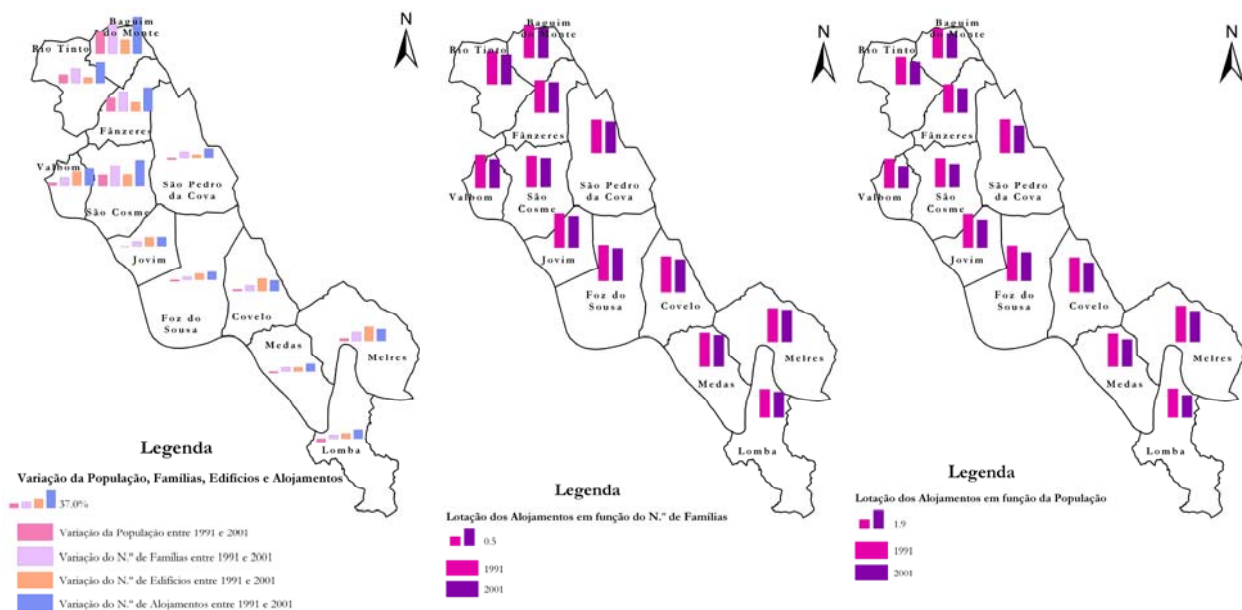 Baguim
do Monte
Rio Tinto
Fânzeres
Valbom
São Pedro
da Cova
São Cosme
Jovim
Foz do
Sousa
Covelo
Medas
Melres
Lomba
N
Legenda
Variação da População, Famílias, Edifícios e Alojamentos
37.0%
Variação da População entre 1991 e 2001
Variação do N.º de Famílias entre 1991 e 2001
Variação do N.º de Edifícios entre 1991 e 2001
Variação do N.º de Alojamentos entre 1991 e 2001
Baguim
do Monte
Rio Tinto
Fânzeres
Valbom
São
Cosme
São Pedro
da Cova
Jovim
Foz do
Sousa
Covelo
Melres
Medas
Lomba
N
Legenda
Lotação dos Alojamentos em função do N.º de Famílias
0.5
1991
2001
Baguim
do Monte
Rio Tinto
Fânzeres
Valbom
São
Cosme
São Pedro
da Cova
Jovim
Foz do
Sousa
Covelo
Melres
Medas
Lomba
N
Legenda
Lotação dos Alojamentos em função da População
1.9
1991
2001